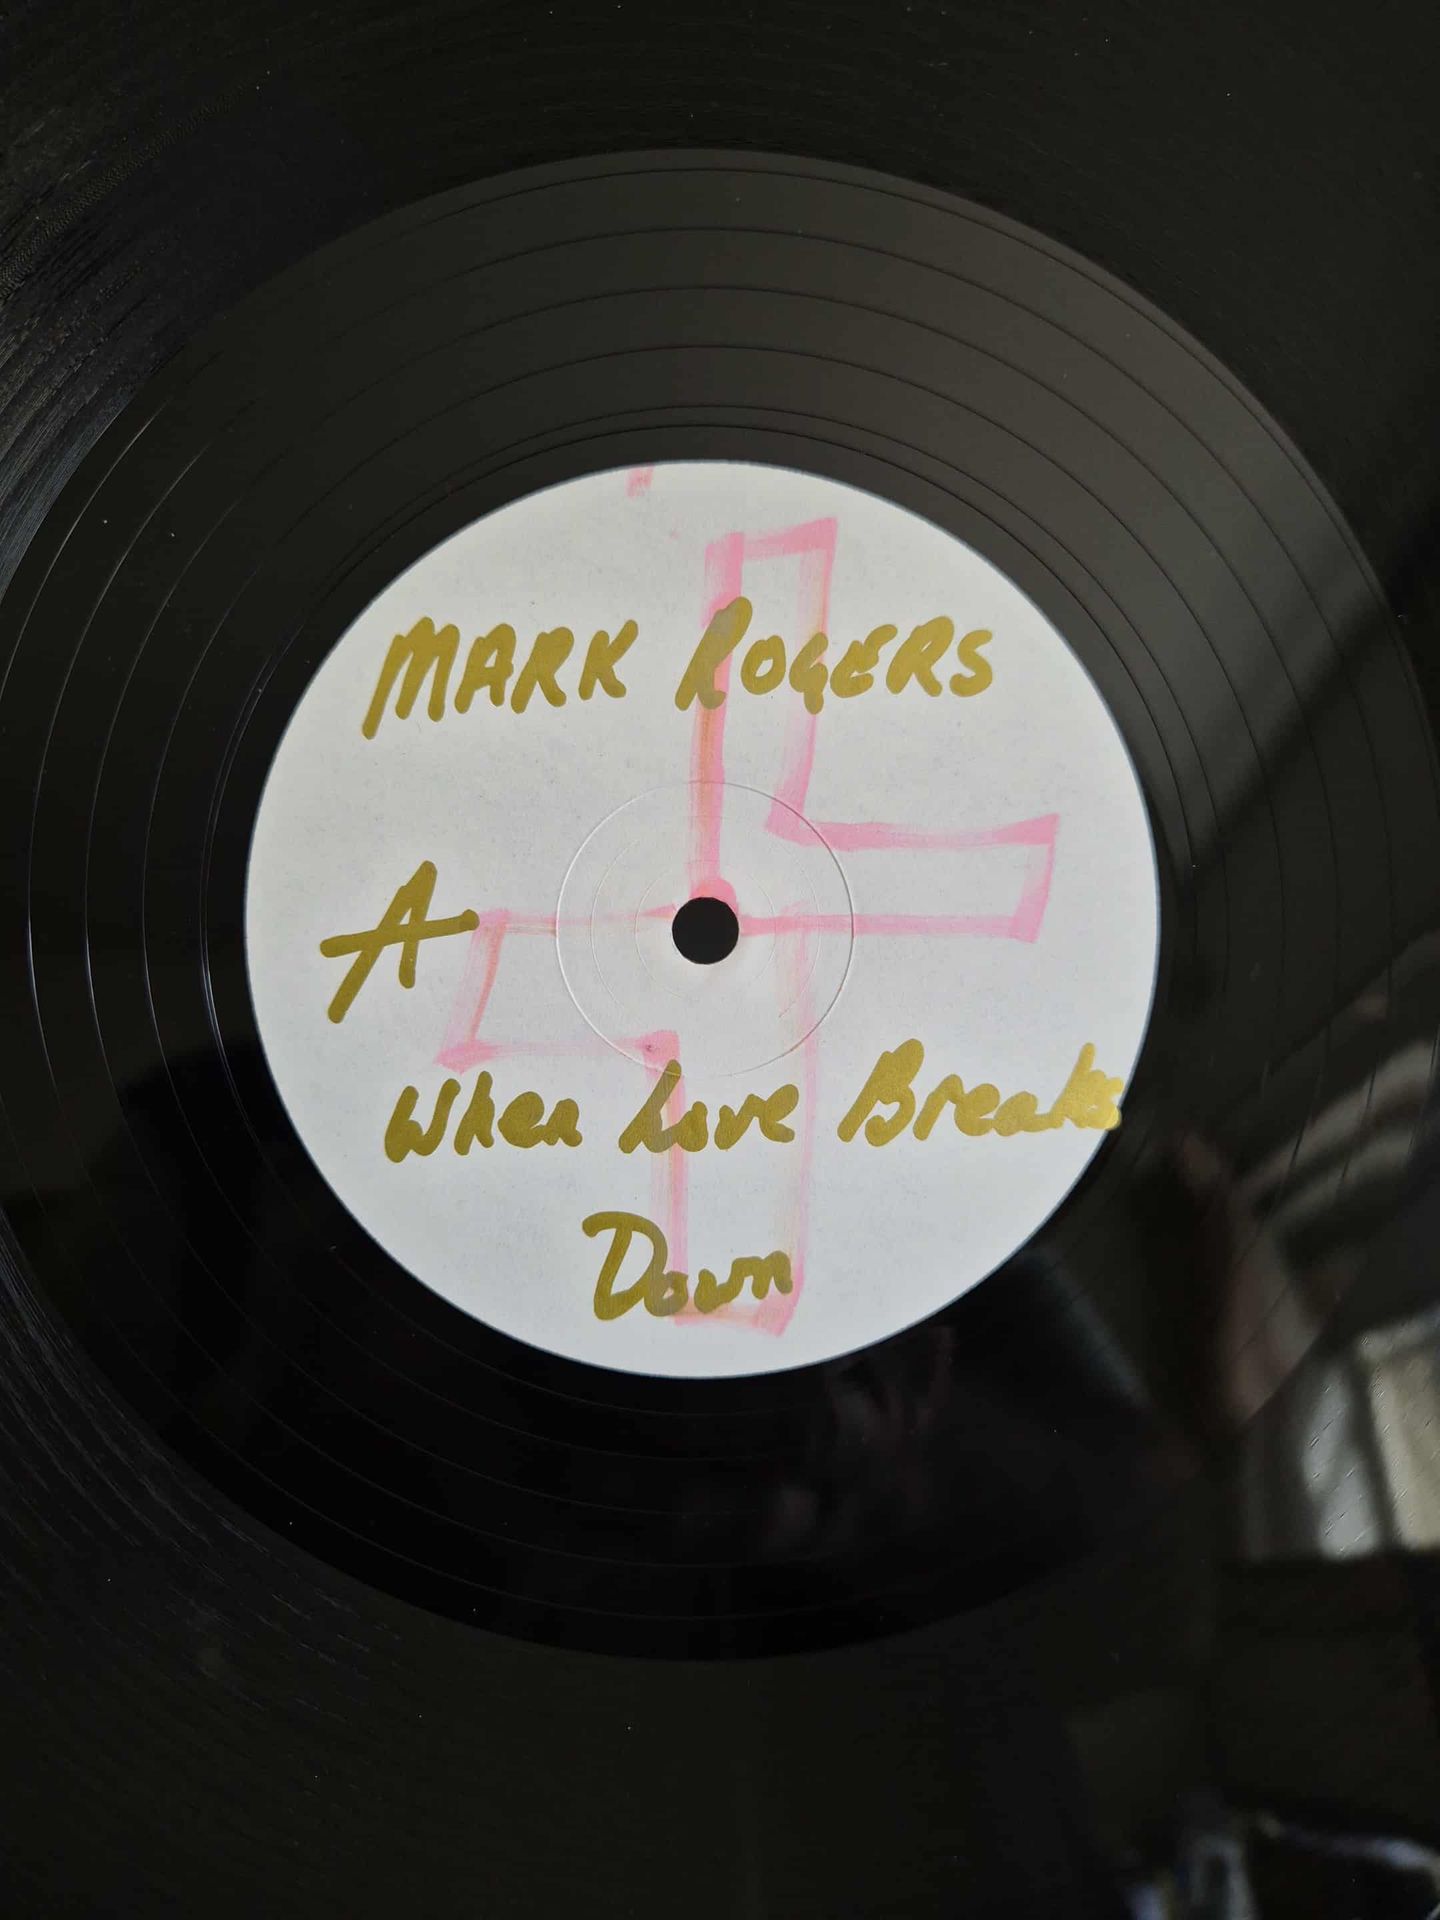 MARK ROGERS
A
When Love Breaks
Down